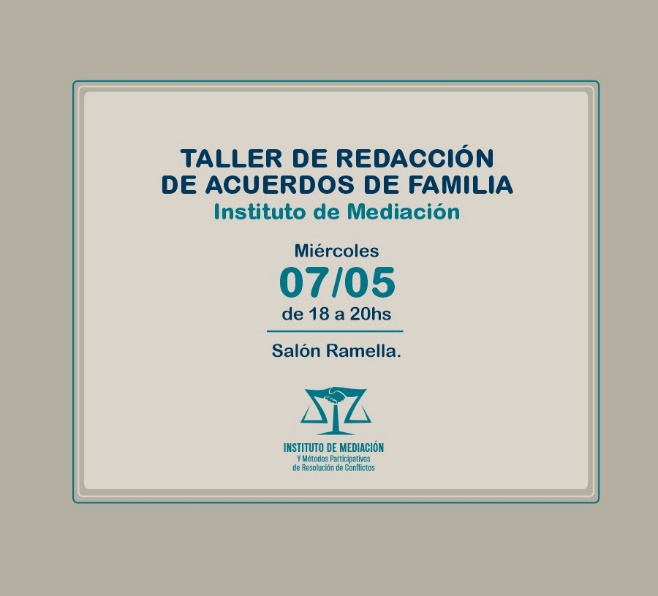 TALLER DE REDACCIÓN
DE ACUERDOS DE FAMILIA
Instituto de Mediación
Miércoles
07/05
de 18 a 20hs
Salón Ramella.
INSTITUTO DE MEDIACIÓN
Y Métodos Participativos
de Resolución de Conflictos